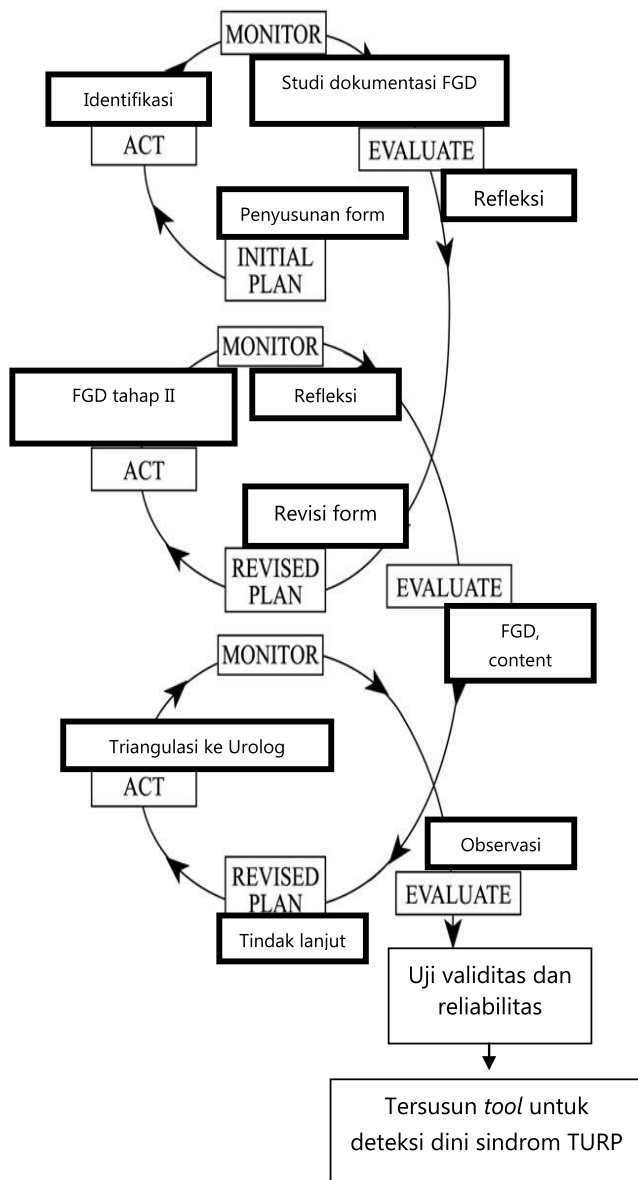 MONITOR
Identifikasi
Studi dokumentasi FGD
ACT
EVALUATE
Refleksi
Penyusunan form
INITIAL
PLAN
MONITOR
FGD tahap II
Refleksi
ACT
Revisi form
REVISED
PLAN
EVALUATE
FGD,
content
MONITOR
Triangulasi ke Urolog
ACT
Observasi
REVISED
PLAN
EVALUATE
Tindak lanjut
Uji validitas dan
reliabilitas
Tersusun tool untuk
deteksi dini sindrom TURP